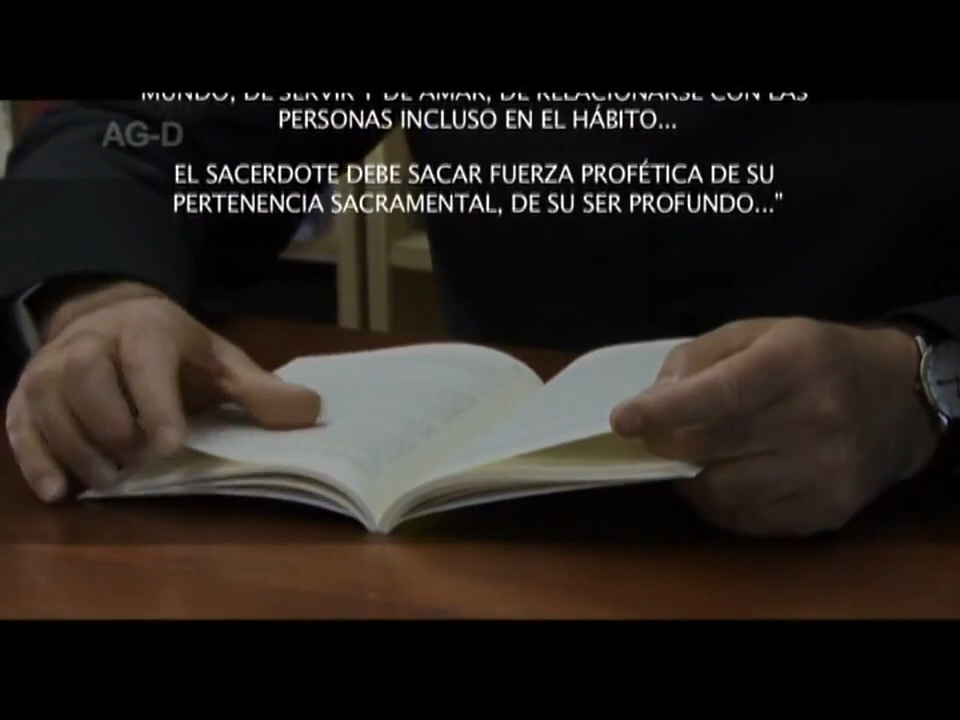 MUNDO, DE SERVIR Y DE AMAR, DE RELACIONARSE CON LAS
PERSONAS INCLUSO EN EL HÁBITO...
AG-D
EL SACERDOTE DEBE SACAR FUERZA PROFÉTICA DE SU
PERTENENCIA SACRAMENTAL, DE SU SER PROFUNDO..."